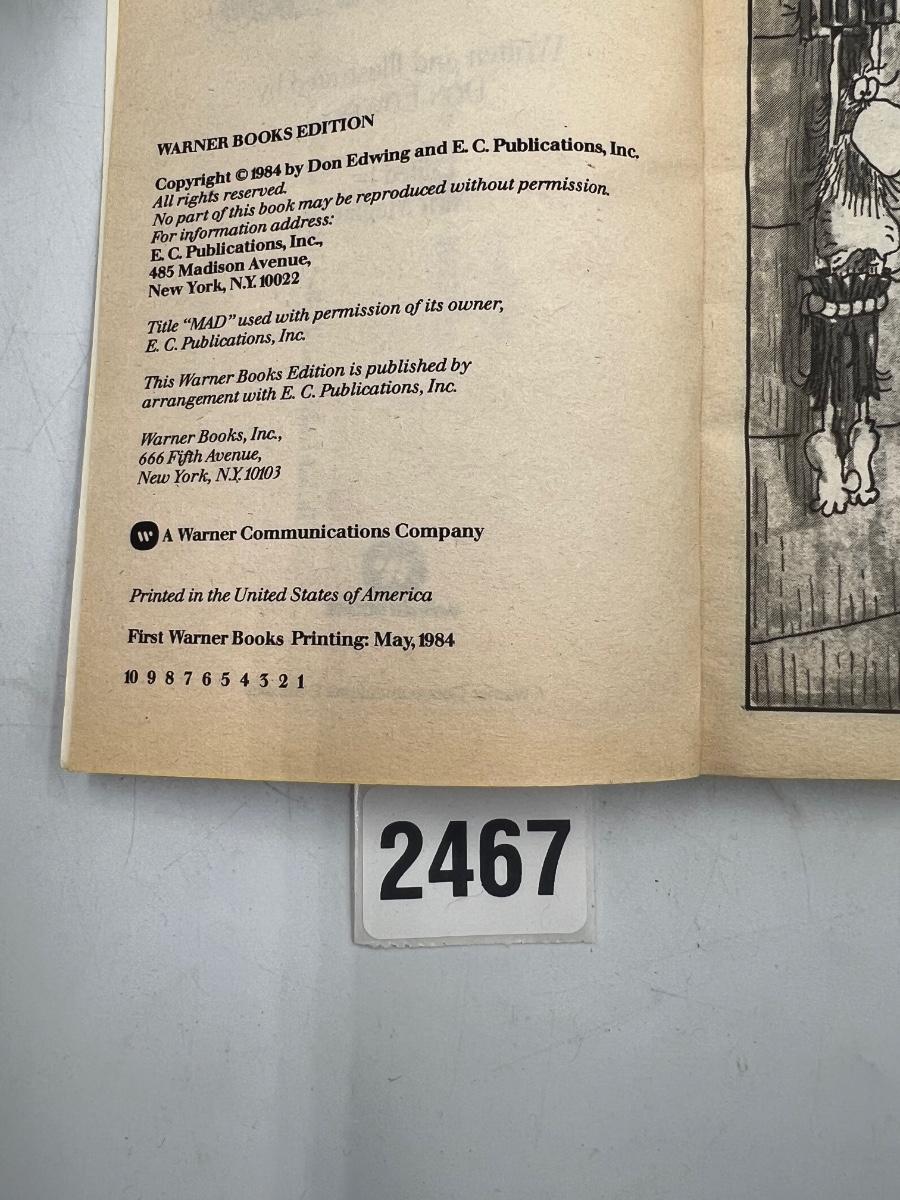 WARNER BOOKS EDITION
Copyright © 1984 by Don Edwing and E. C. Publications, Inc.
All rights reserved.
No part of this book may be reproduced without permission.
For information address:
E. C. Publications, Inc.,
485 Madison Avenue,
New York, N.Y. 10022
Title “MAD” used with permission of its owner,
E. C. Publications, Inc.
This Warner Books Edition is published by
arrangement with E. C. Publications, Inc.
Warner Books, Inc.,
666 Fifth Avenue,
New York, N.Y. 10103
A Warner Communications Company
Printed in the United States of America
First Warner Books Printing: May, 1984
10 9 8 7 6 5 4 3 2 1
2467